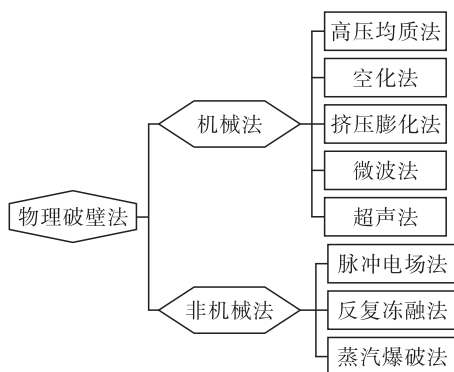 物理破壁法
机械法
高压均质法
空化法
挤压膨化法
微波法
超声法
非机械法
脉冲电场法
反复冻融法
蒸汽爆破法